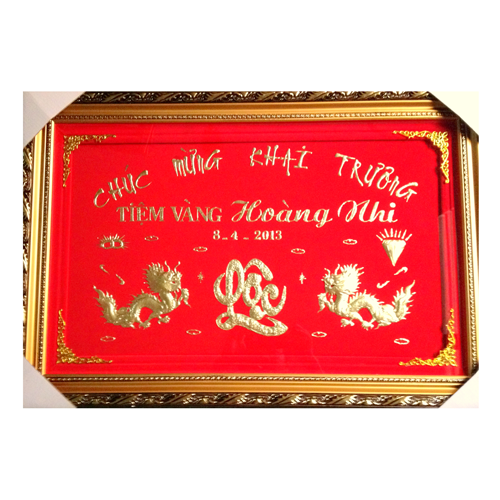 CHÚC MỪNG KHAI TRƯƠNG
TIỆM VÀNG Hoàng Nhi
8-4-2013
Lộc